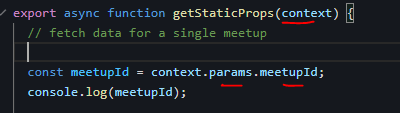 export async function getStaticProps(context) {
// fetch data for a single meetup
const meetupId = context.params.meetupId;
console.log(meetupId);